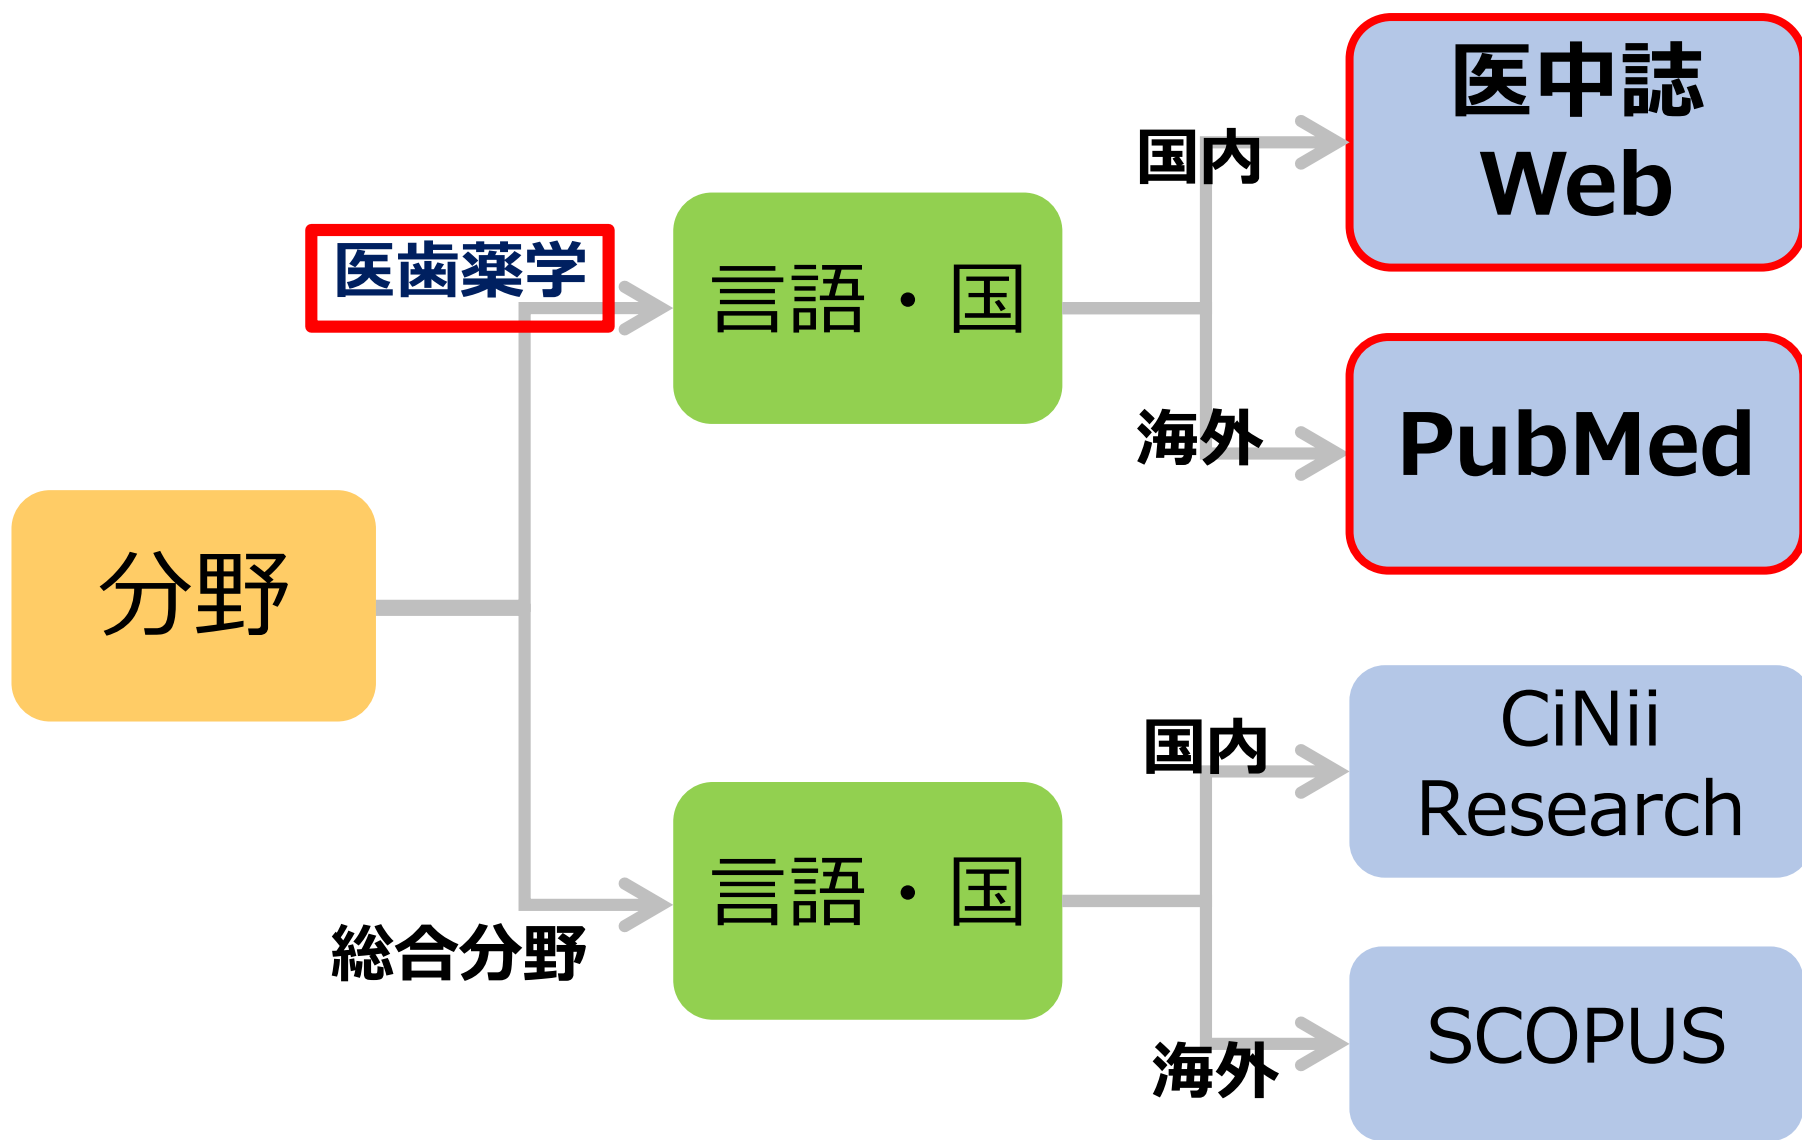 分野
医歯薬学
言語・国
国内
医中誌
Web
海外
PubMed
総合分野
言語・国
国内
CiNii
Research
海外
SCOPUS